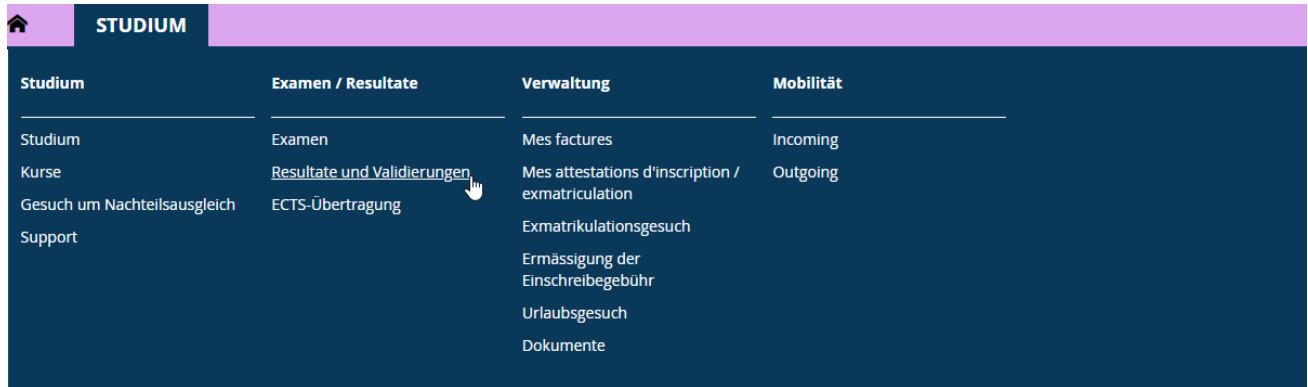 STUDIUM
Studium
Studium
Kurse
Gesuch um Nachteilsausgleich
Support
Examen / Resultate
Examen
Resultate und Validierungen
ECTS-Übertragung
Verwaltung
Mes factures
Mes attestations d'inscription /
exmatriculation
Exmatrikulationsgesuch
Ermässigung der
Einschreibegebühr
Urlaubsgesuch
Dokumente
Mobilität
Incoming
Outgoing